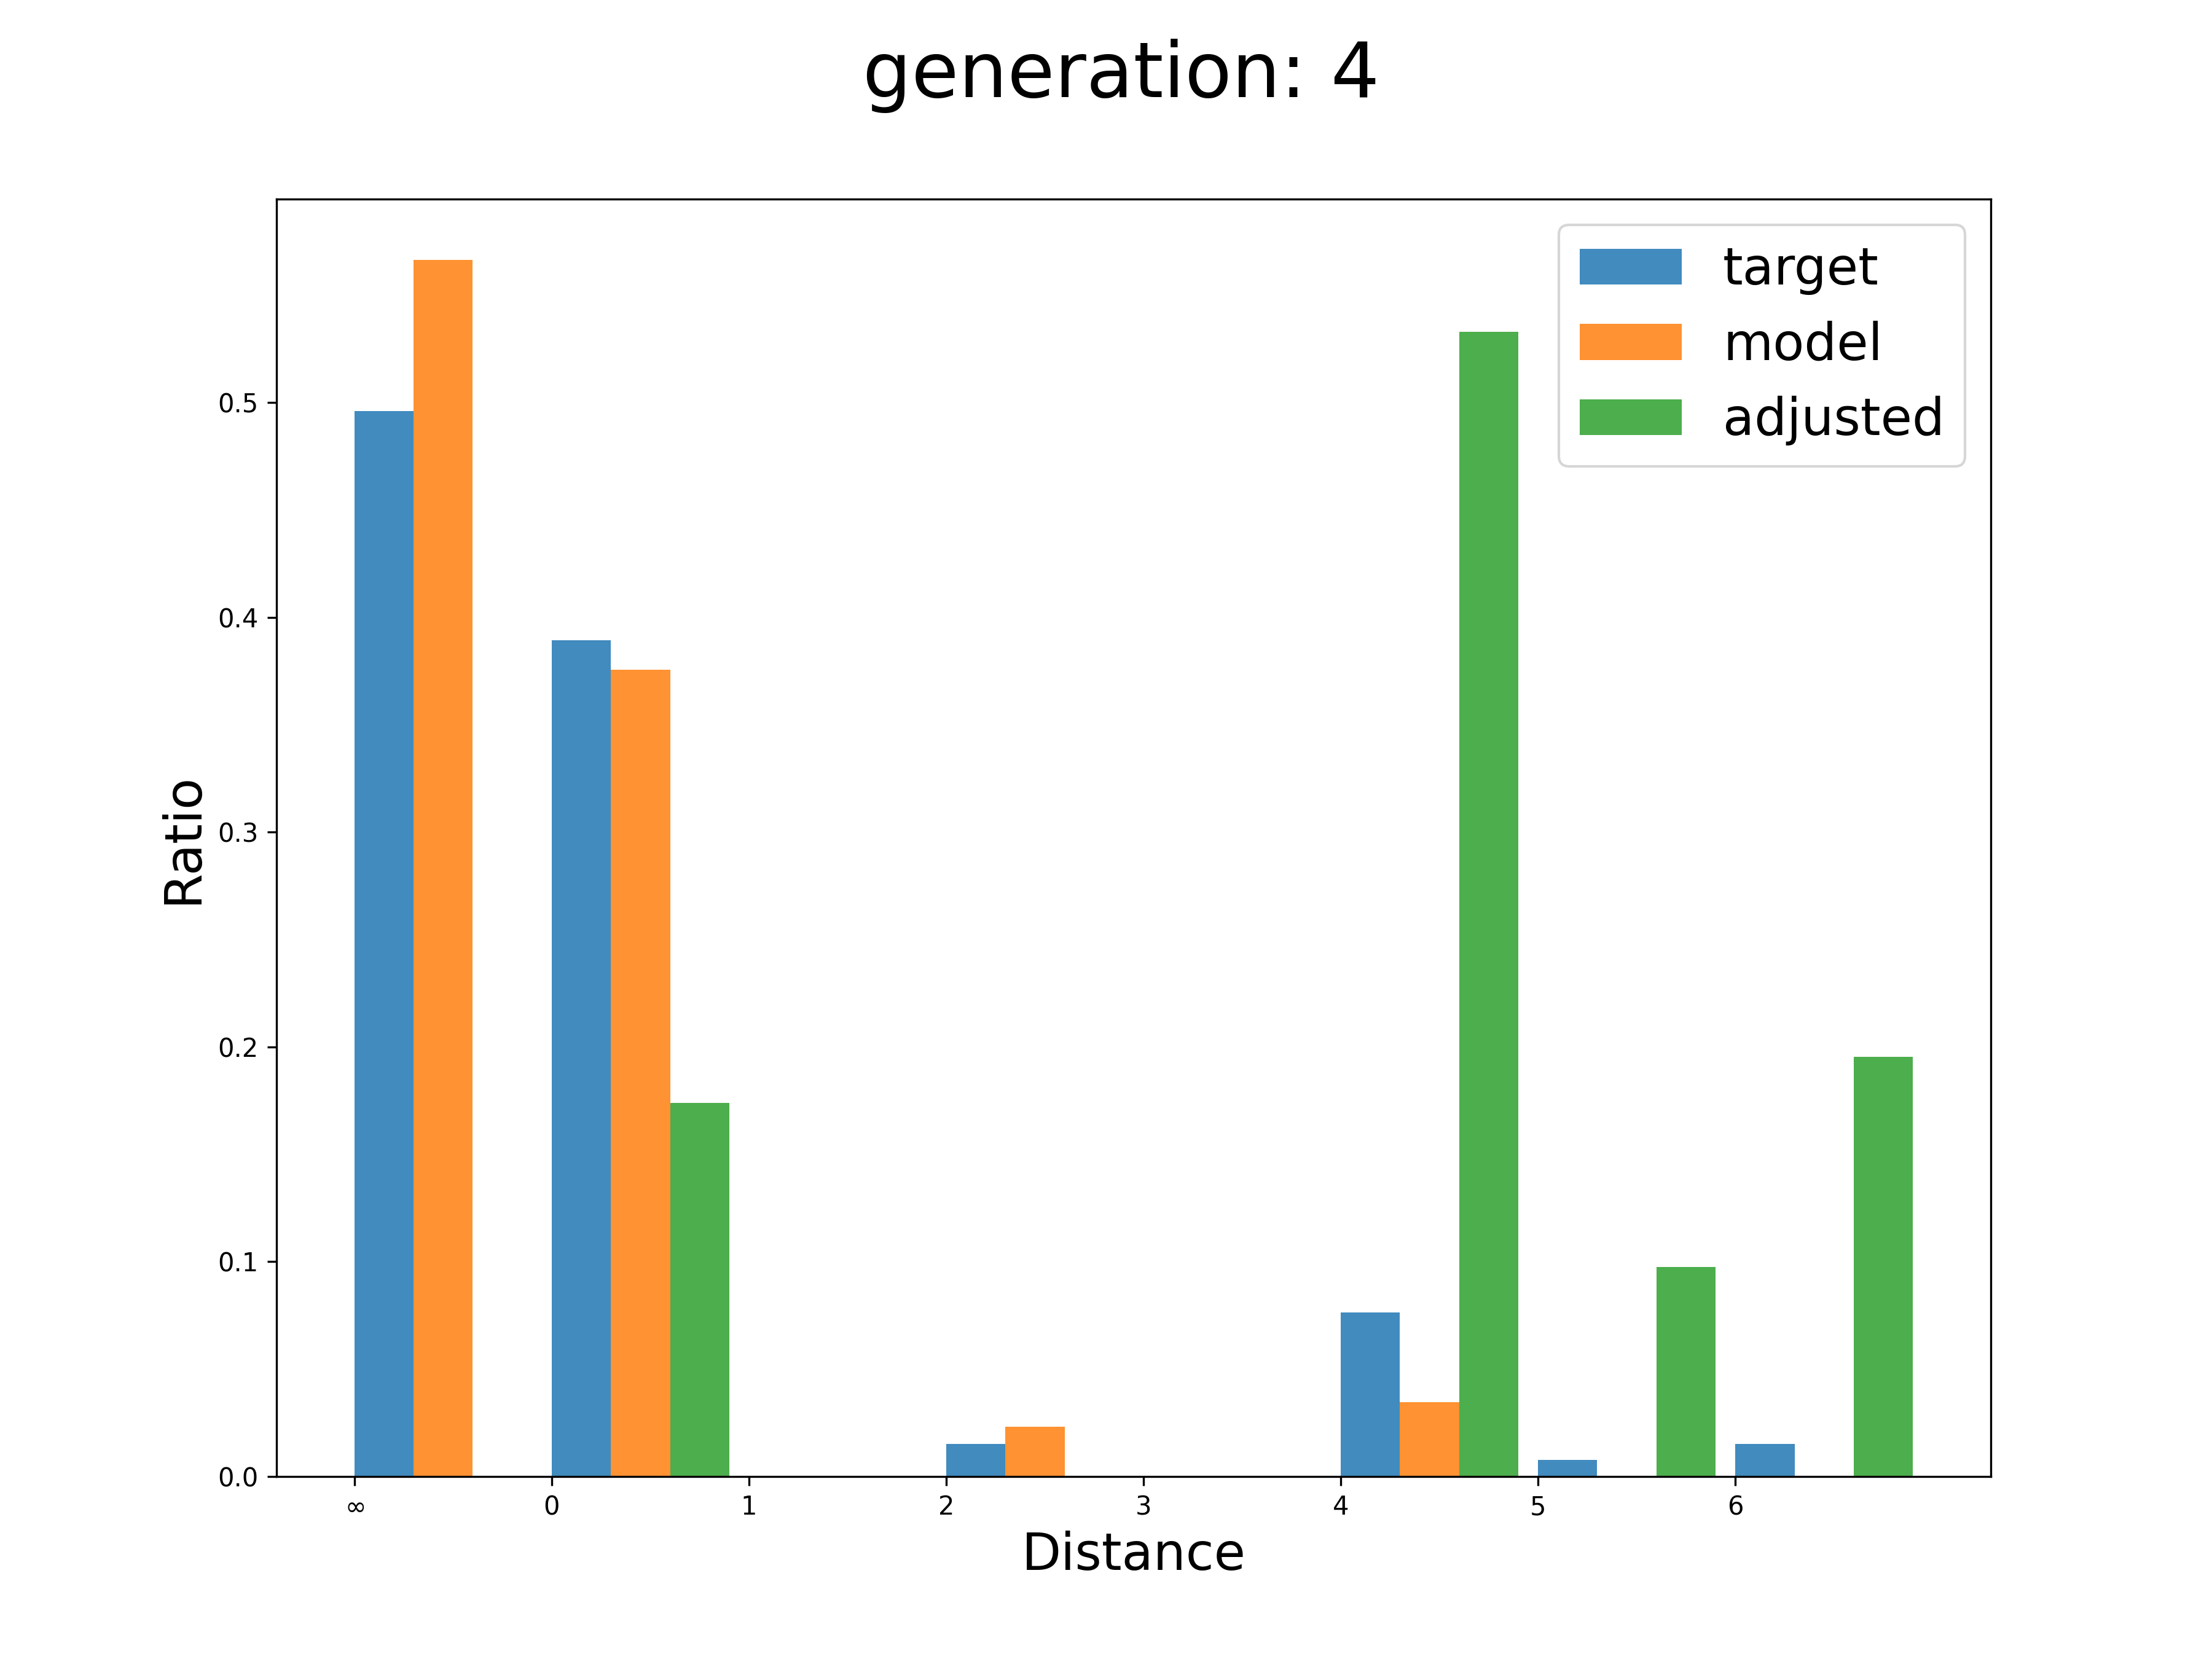 generation: 4
target
model
adjusted
Ratio
0.5
0.4
0.3
0.2
0.1
0.0
∞ 0 1 2 3 4 5 6
Distance